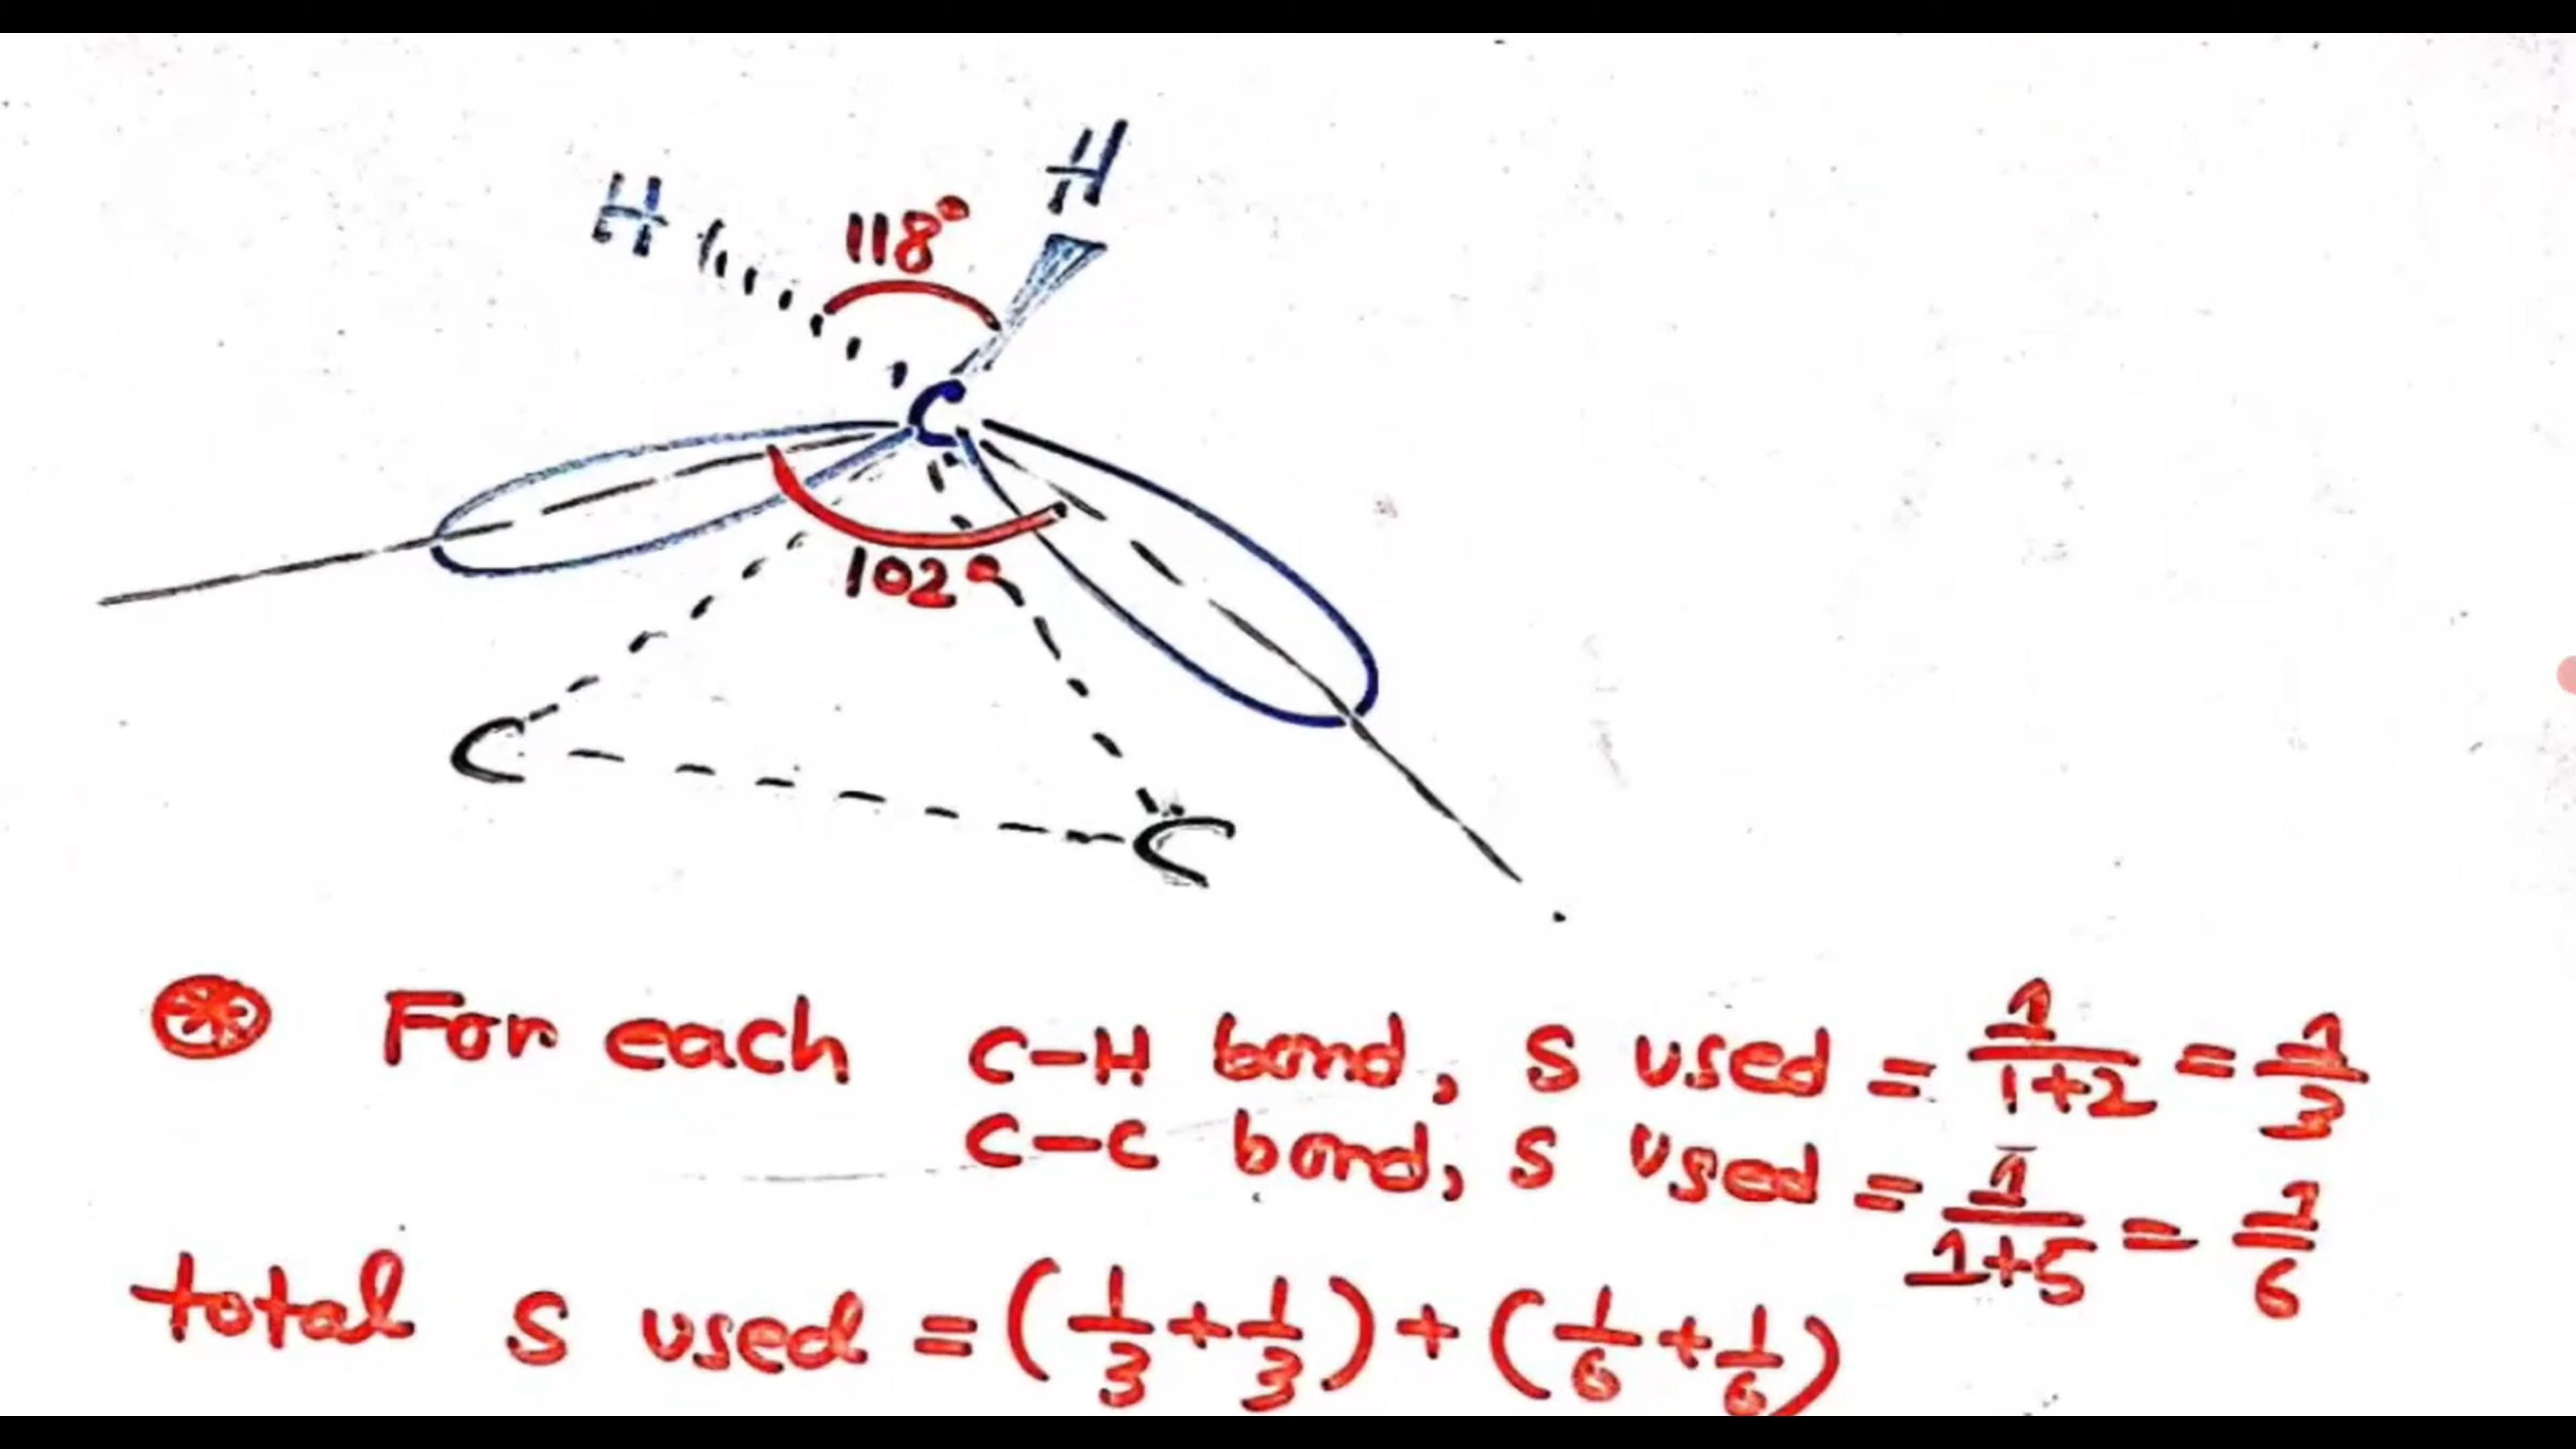 H
H
118°
C
102°
C
C
⊛ For each C-H bond, S used = 1/(1+2) = 1/3
C-C bond, S used = 1/(1+5) = 1/6
total S used = (1/3 + 1/3) + (1/6 + 1/6)